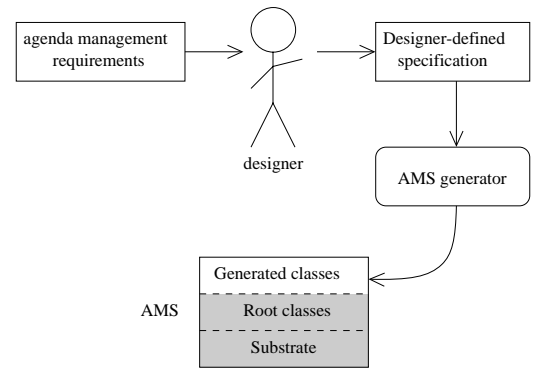 agenda management
requirements
designer
Designer-defined
specification
AMS generator
AMS
Generated classes
Root classes
Substrate